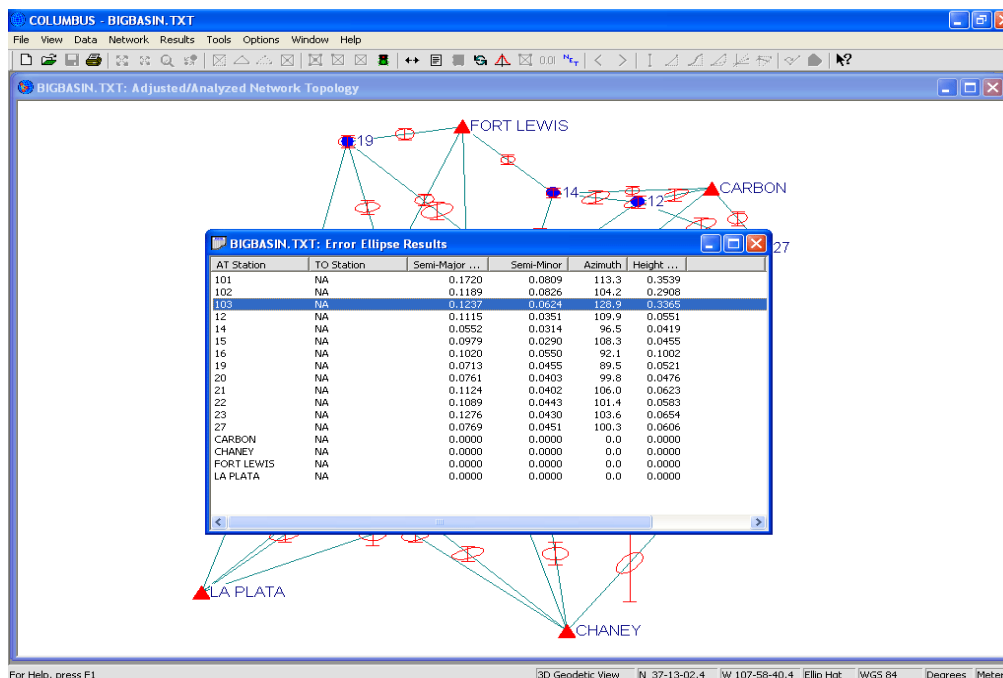 COLUMBUS - BIGBASIN.TXT
File View Data Network Results Tools Options Window Help
0.01
BIGBASIN.TXT: Adjusted/Analyzed Network Topology
FORT LEWIS
19
14
CARBON
12
27
BIGBASIN.TXT: Error Ellipse Results
AT Station TO Station Semi-Major ... Semi-Minor Azimuth Height ...
101 NA 0.1720 0.0809 113.3 0.3539
102 NA 0.1189 0.0826 104.2 0.2908
103 NA 0.1237 0.0624 128.9 0.3365
12 NA 0.1115 0.0351 109.9 0.0551
14 NA 0.0552 0.0314 96.5 0.0419
15 NA 0.0979 0.0290 108.3 0.0455
16 NA 0.1020 0.0550 92.1 0.1002
19 NA 0.0713 0.0455 89.5 0.0521
20 NA 0.0761 0.0403 99.8 0.0476
21 NA 0.1124 0.0402 106.0 0.0623
22 NA 0.1089 0.0443 101.4 0.0583
23 NA 0.1276 0.0430 103.6 0.0654
27 NA 0.0769 0.0451 100.3 0.0606
CARBON NA 0.0000 0.0000 0.0 0.0000
CHANEY NA 0.0000 0.0000 0.0 0.0000
FORT LEWIS NA 0.0000 0.0000 0.0 0.0000
LA PLATA NA 0.0000 0.0000 0.0 0.0000
LA PLATA
CHANEY
For Help, press F1 3D Geodetic View N 37-13-02.4 W 107-58-40.4 Ellip Hgt WGS 84 Degrees Meter